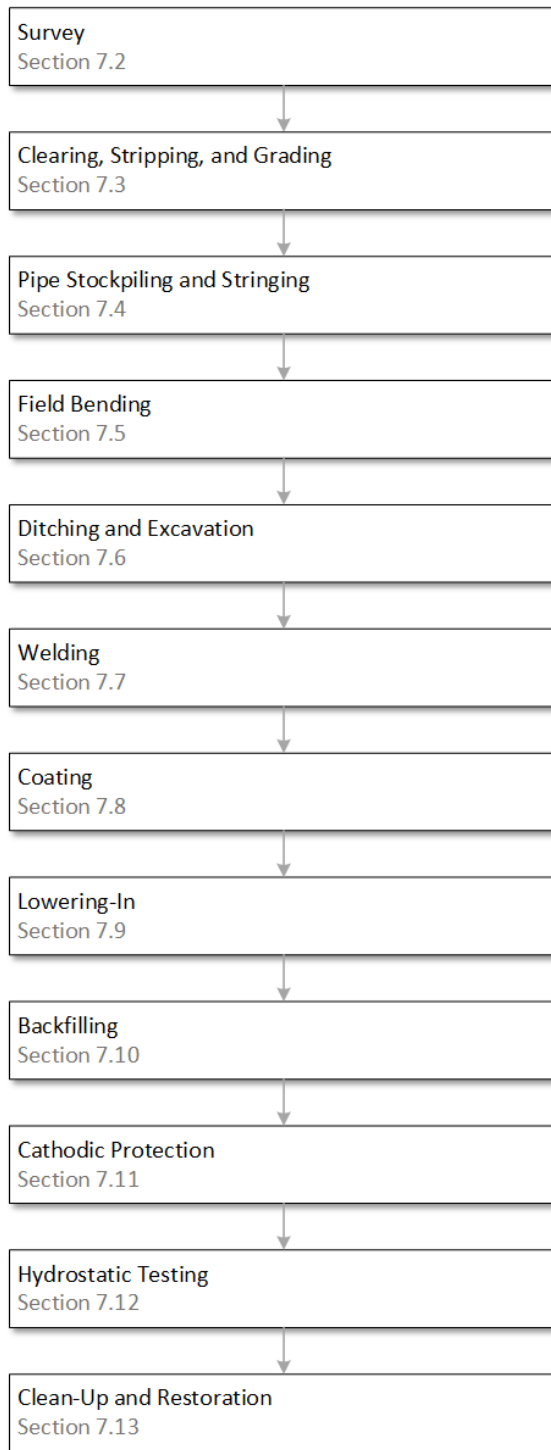 Survey
Section 7.2
Clearing, Stripping, and Grading
Section 7.3
Pipe Stockpiling and Stringing
Section 7.4
Field Bending
Section 7.5
Ditching and Excavation
Section 7.6
Welding
Section 7.7
Coating
Section 7.8
Lowering-In
Section 7.9
Backfilling
Section 7.10
Cathodic Protection
Section 7.11
Hydrostatic Testing
Section 7.12
Clean-Up and Restoration
Section 7.13